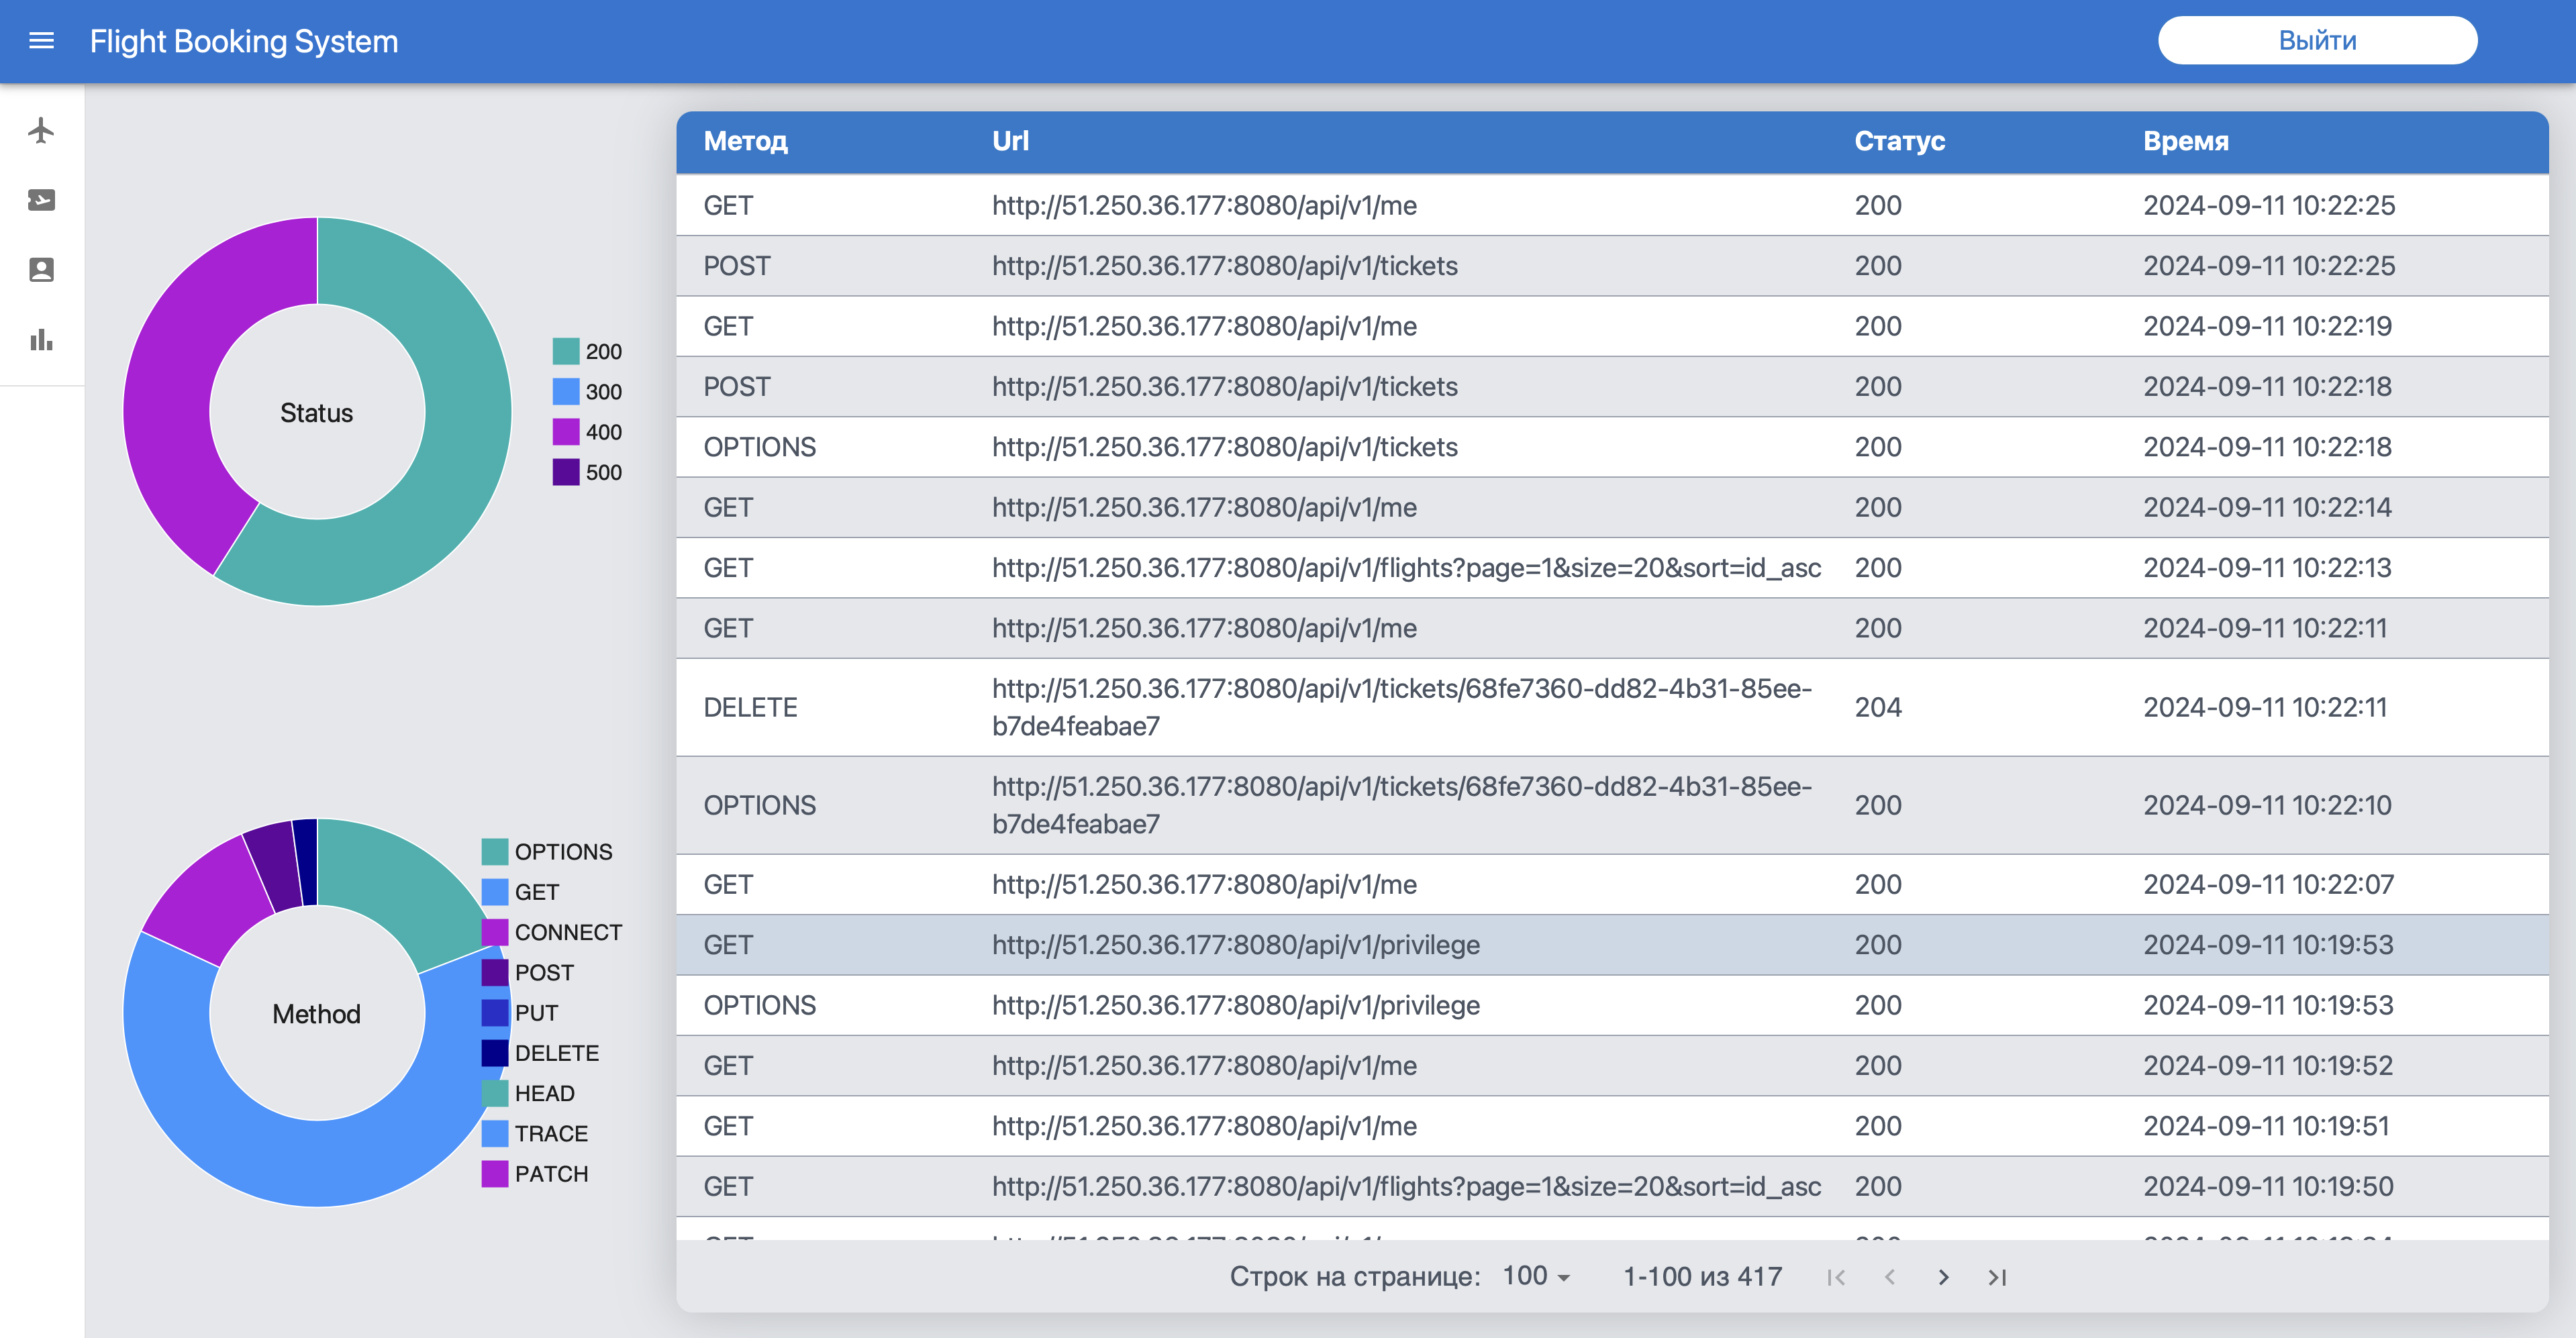 Flight Booking System
Выйти
Status
200
300
400
500
Method
OPTIONS
GET
CONNECT
POST
PUT
DELETE
HEAD
TRACE
PATCH
Метод Url Статус Время
GET http://51.250.36.177:8080/api/v1/me 200 2024-09-11 10:22:25
POST http://51.250.36.177:8080/api/v1/tickets 200 2024-09-11 10:22:25
GET http://51.250.36.177:8080/api/v1/me 200 2024-09-11 10:22:19
POST http://51.250.36.177:8080/api/v1/tickets 200 2024-09-11 10:22:18
OPTIONS http://51.250.36.177:8080/api/v1/tickets 200 2024-09-11 10:22:18
GET http://51.250.36.177:8080/api/v1/me 200 2024-09-11 10:22:14
GET http://51.250.36.177:8080/api/v1/flights?page=1&size=20&sort=id_asc 200 2024-09-11 10:22:13
GET http://51.250.36.177:8080/api/v1/me 200 2024-09-11 10:22:11
DELETE http://51.250.36.177:8080/api/v1/tickets/68fe7360-dd82-4b31-85ee-
b7de4feabae7 204 2024-09-11 10:22:11
OPTIONS http://51.250.36.177:8080/api/v1/tickets/68fe7360-dd82-4b31-85ee-
b7de4feabae7 200 2024-09-11 10:22:10
GET http://51.250.36.177:8080/api/v1/me 200 2024-09-11 10:22:07
GET http://51.250.36.177:8080/api/v1/privilege 200 2024-09-11 10:19:53
OPTIONS http://51.250.36.177:8080/api/v1/privilege 200 2024-09-11 10:19:53
GET http://51.250.36.177:8080/api/v1/me 200 2024-09-11 10:19:52
GET http://51.250.36.177:8080/api/v1/me 200 2024-09-11 10:19:51
GET http://51.250.36.177:8080/api/v1/flights?page=1&size=20&sort=id_asc 200 2024-09-11 10:19:50
Строк на странице: 100 1-100 из 417